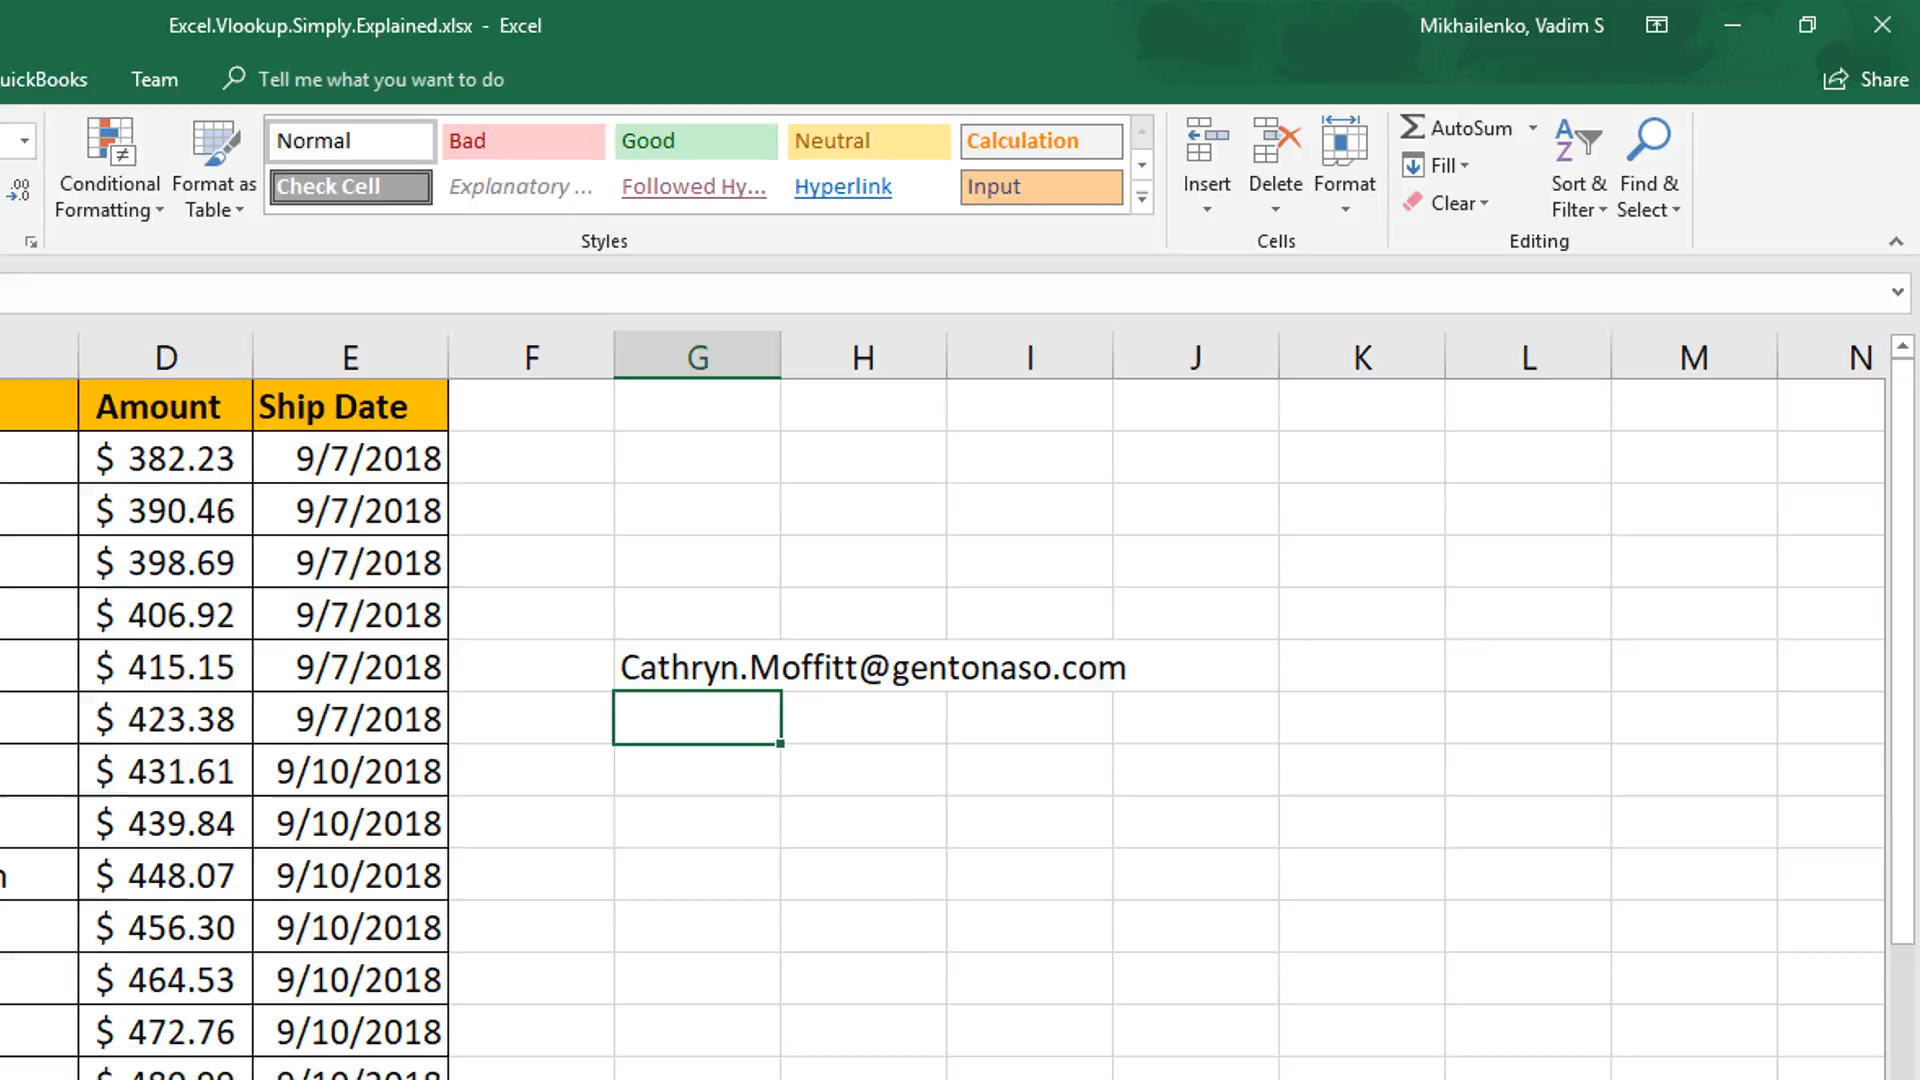 Excel.Vlookup.Simply.Explained.xlsx - Excel
Mikhailenko, Vadim S
uickBooks
Team
Tell me what you want to do
Share
.00
→.0
Conditional
Formatting
Format as
Table
Normal
Bad
Good
Neutral
Calculation
Check Cell
Explanatory ...
Followed Hy...
Hyperlink
Input
Styles
Insert
Delete
Format
Cells
AutoSum
Fill
Clear
Sort &
Filter
Find &
Select
Editing
D E F G H I J K L M N
Amount Ship Date
$ 382.23 9/7/2018
$ 390.46 9/7/2018
$ 398.69 9/7/2018
$ 406.92 9/7/2018
$ 415.15 9/7/2018 Cathryn.Moffitt@gentonaso.com
$ 423.38 9/7/2018
$ 431.61 9/10/2018
$ 439.84 9/10/2018
$ 448.07 9/10/2018
$ 456.30 9/10/2018
$ 464.53 9/10/2018
$ 472.76 9/10/2018